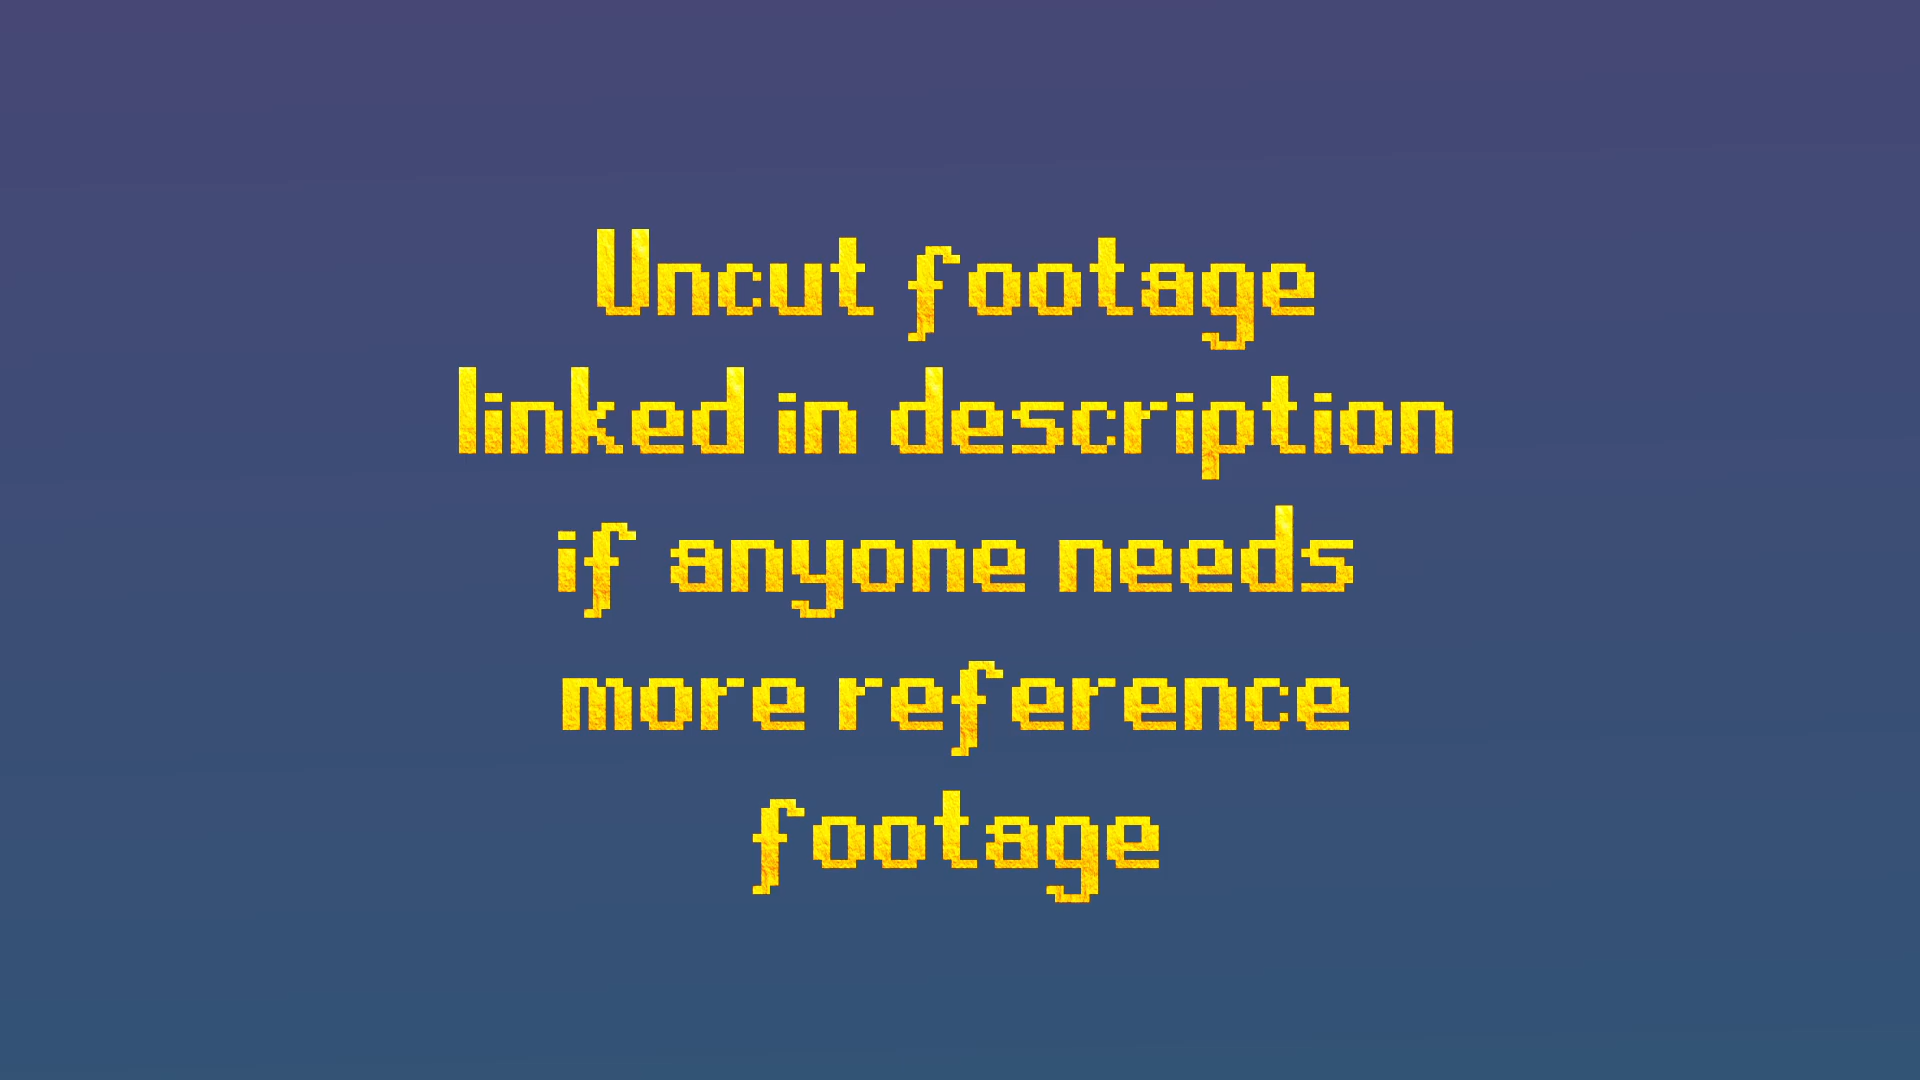 Uncut footage
linked in description
if anyone needs
more reference
footage